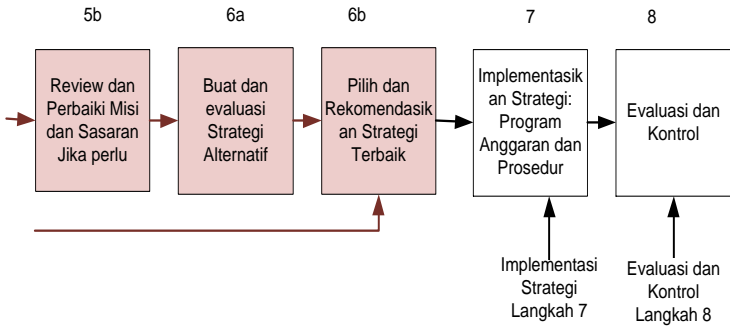 5b
6a
6b
7
8
Review dan
Perbaiki Misi
dan Sasaran
Jika perlu
Buat dan
evaluasi
Strategi
Alternatif
Pilih dan
Rekomendasik
an Strategi
Terbaik
Implementasik
an Strategi:
Program
Anggaran dan
Prosedur
Evaluasi dan
Kontrol
Implementasi
Strategi
Langkah 7
Evaluasi dan
Kontrol
Langkah 8